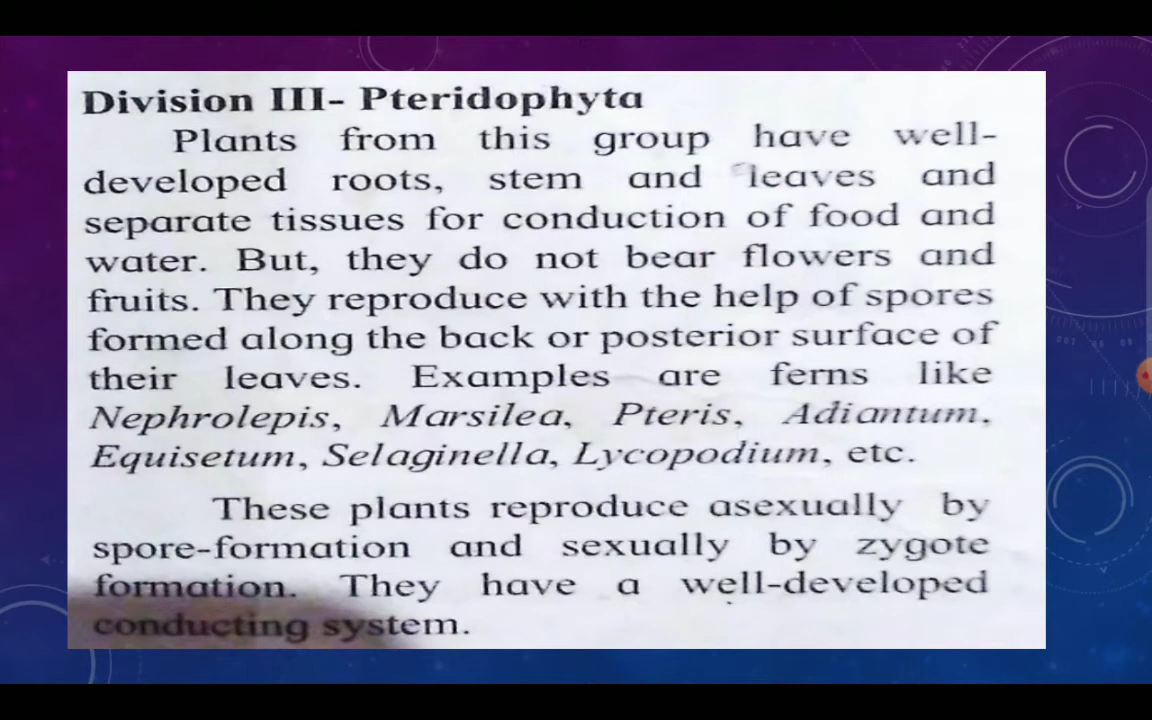 Division III- Pteridophyta
Plants from this group have well-
developed roots, stem and leaves and
separate tissues for conduction of food and
water. But, they do not bear flowers and
fruits. They reproduce with the help of spores
formed along the back or posterior surface of
their leaves. Examples are ferns like
Nephrolepis, Marsilea, Pteris, Adiantum,
Equisetum, Selaginella, Lycopodium, etc.
These plants reproduce asexually by
spore-formation and sexually by zygote
formation. They have a well-developed
conducting system.